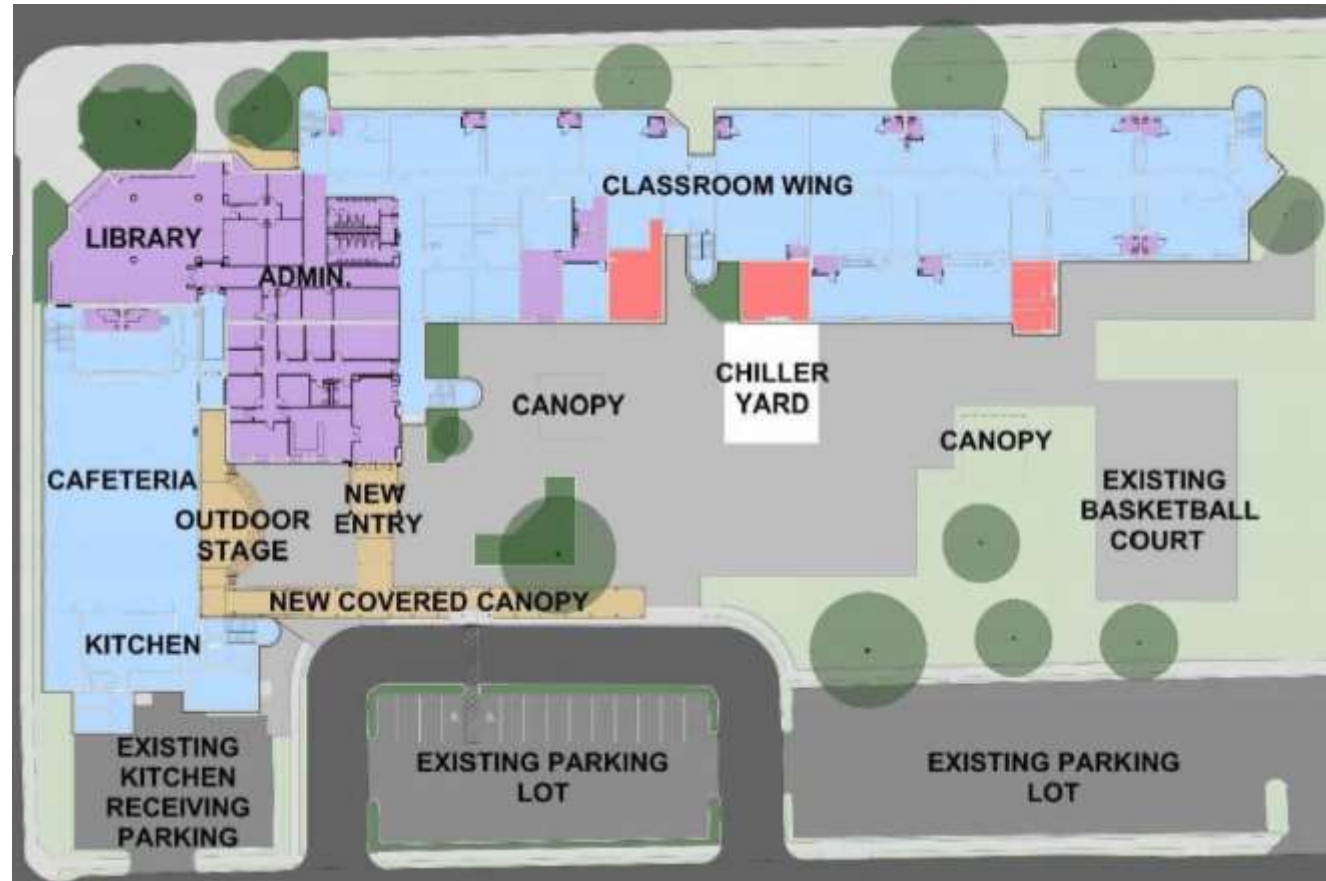 CLASSROOM WING
LIBRARY
ADMIN.
CHILLER
YARD
CANOPY
CANOPY
CAFETERIA
NEW
ENTRY
EXISTING
BASKETBALL
COURT
OUTDOOR
STAGE
NEW COVERED CANOPY
KITCHEN
EXISTING
KITCHEN
RECEIVING
PARKING
EXISTING PARKING
LOT
EXISTING PARKING
LOT